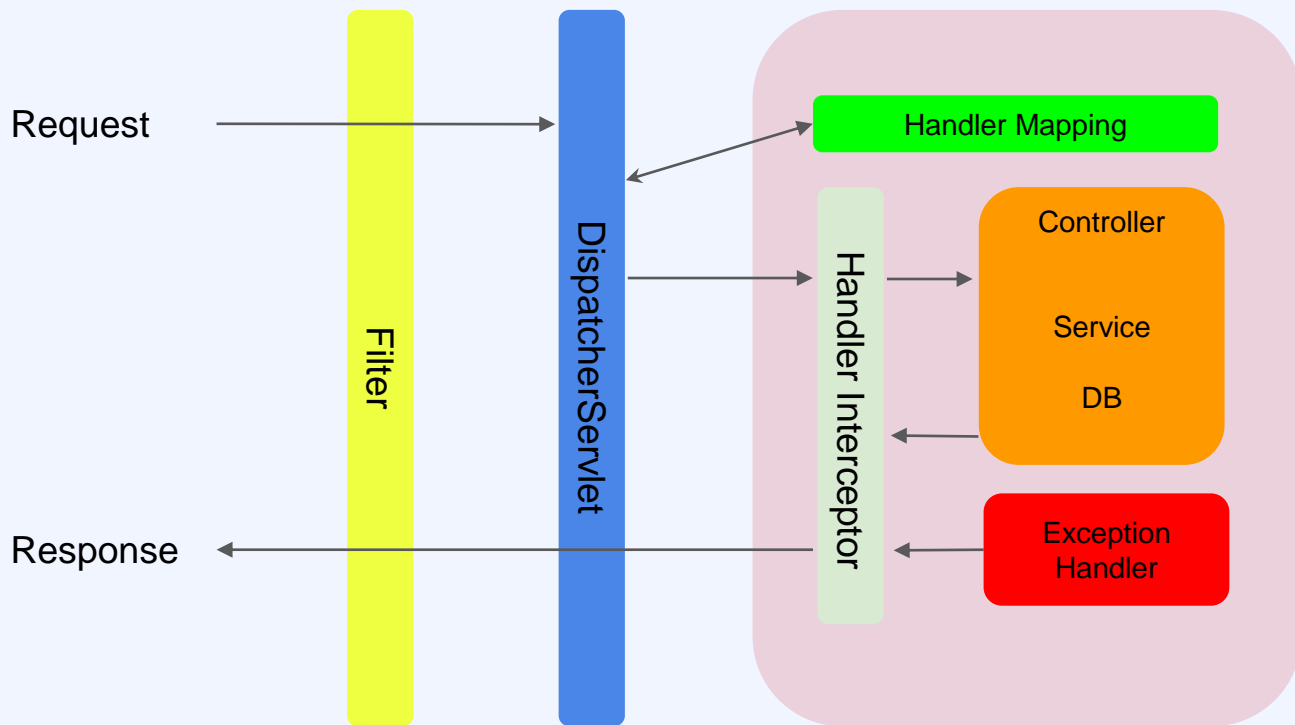 Request
Filter
DispatcherServlet
Handler Mapping
Handler Interceptor
Controller
Service
DB
Response
Exception
Handler